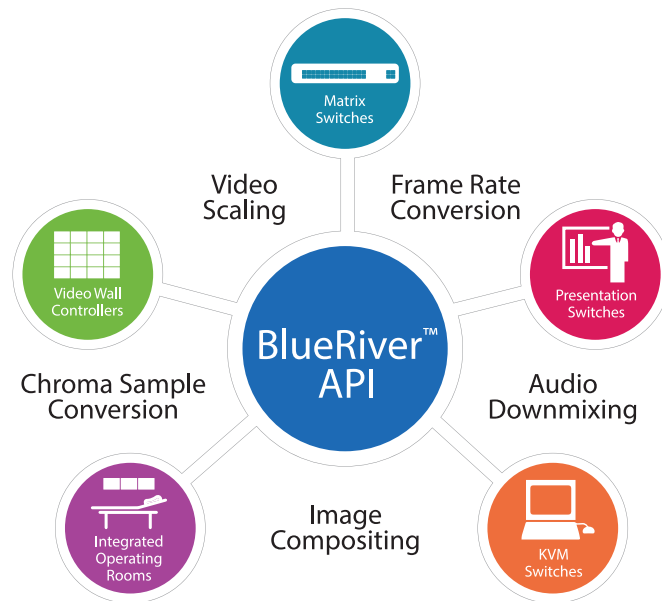 Matrix
Switches
Video
Scaling
Frame Rate
Conversion
Video Wall
Controllers
Presentation
Switches
BlueRiver™
API
Chroma Sample
Conversion
Audio
Downmixing
Integrated
Operating
Rooms
Image
Compositing
KVM
Switches